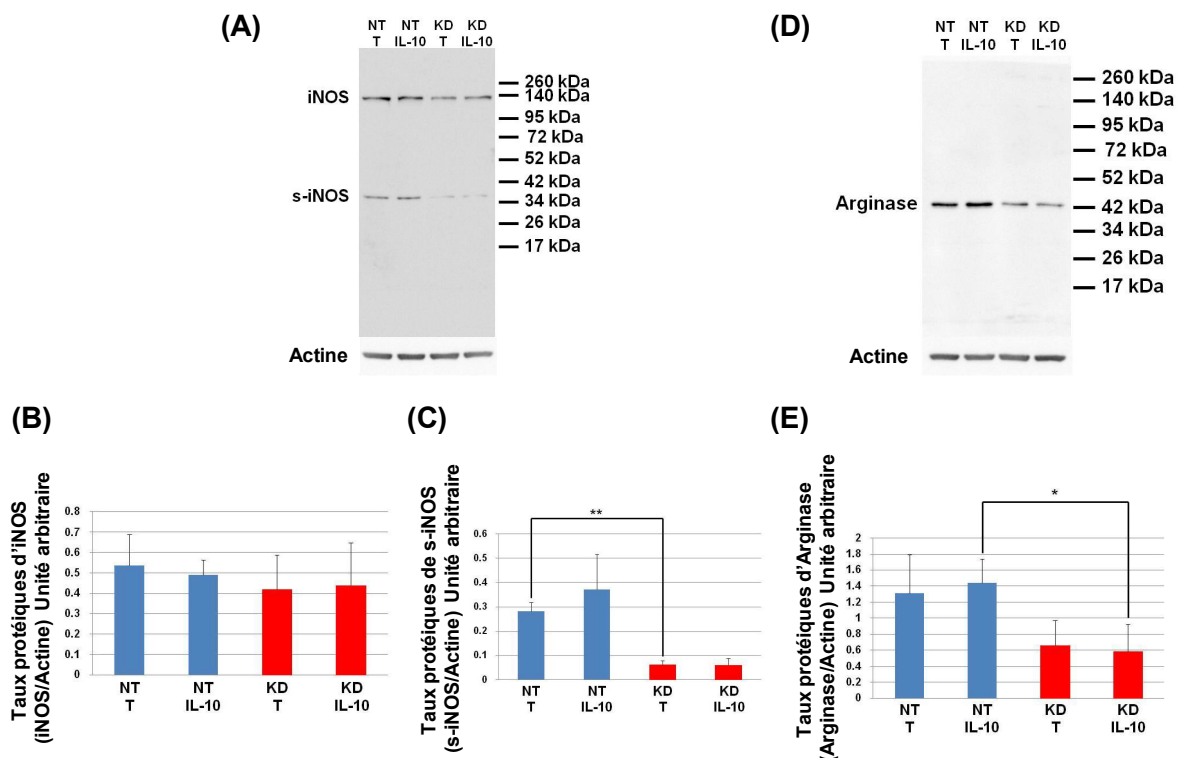 (A)
NT NT KD KD
T IL-10 T IL-10
iNOS
s-iNOS
260 kDa
140 kDa
95 kDa
72 kDa
52 kDa
42 kDa
34 kDa
26 kDa
17 kDa
Actine
(D)
NT NT KD KD
T IL-10 T IL-10
Arginase
260 kDa
140 kDa
95 kDa
72 kDa
52 kDa
42 kDa
34 kDa
26 kDa
17 kDa
Actine
(B)
Taux protéiques d'iNOS
(iNOS/Actine) Unité arbitraire
0.8
0.7
0.6
0.5
0.4
0.3
0.2
0.1
0
NT NT KD KD
T IL-10 T IL-10
(C)
Taux protéiques de s-iNOS
(s-iNOS/Actine) Unité arbitraire
**
0.6
0.5
0.4
0.3
0.2
0.1
0
NT NT KD KD
T IL-10 T IL-10
(E)
Taux protéiques d'Arginase
(Arginase/Actine) Unité arbitraire
*
2
1.8
1.6
1.4
1.2
1
0.8
0.6
0.4
0.2
0
NT NT KD KD
T IL-10 T IL-10